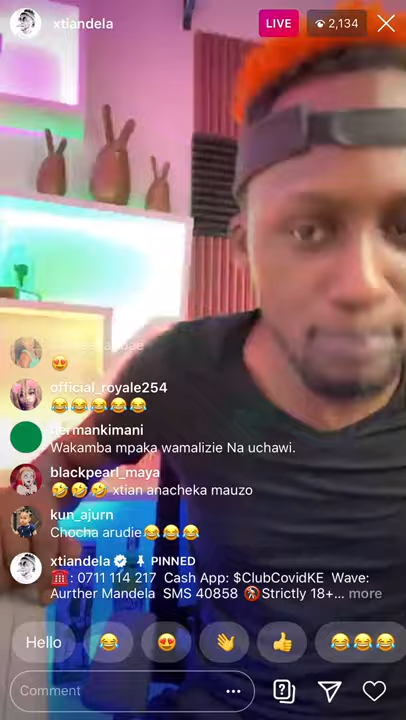 xtiandela
LIVE
2,134
official_royale254
😂😂😂😂😂
hermankimani
Wakamba mpaka wamalizie Na uchawi.
blackpearl_maya
🤣🤣🤣 xtian anacheka mauzo
kun_ajurn
Chocha arudie😂😂😂
xtiandela PINNED
☎️: 0711 114 217 Cash App: $ClubCovidKE Wave:
Aurther Mandela SMS 40858 🔞Strictly 18+... more
Hello
Comment